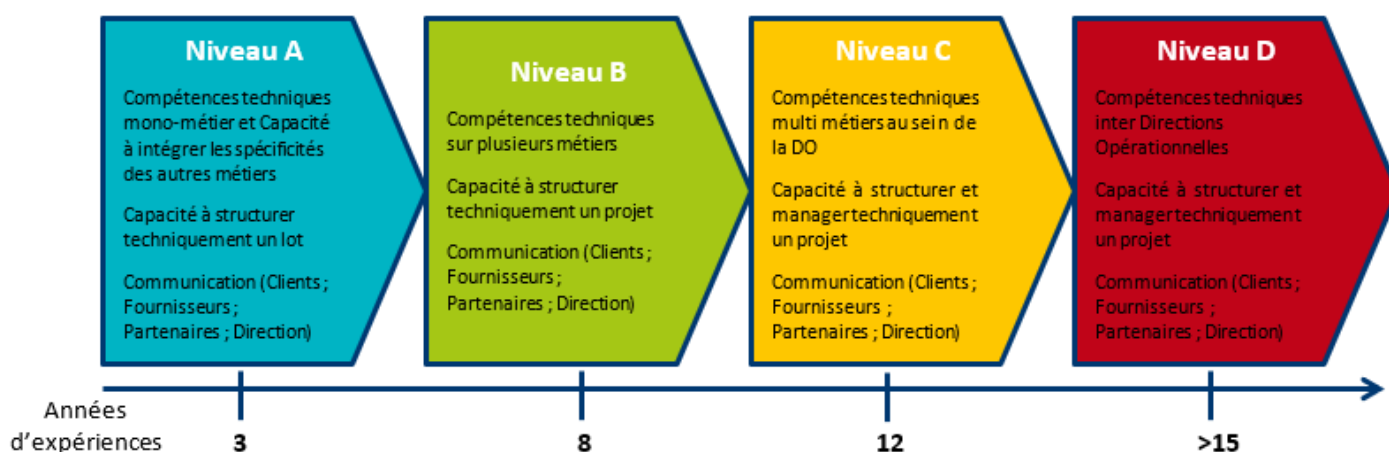 Niveau A
Compétences techniques
mono-métier et Capacité
à intégrer les spécificités
des autres métiers
Capacité à structurer
techniquement un lot
Communication (Clients ;
Fournisseurs ;
Partenaires ; Direction)
Niveau B
Compétences techniques
sur plusieurs métiers
Capacité à structurer
techniquement un projet
Communication (Clients ;
Fournisseurs ;
Partenaires ; Direction)
Niveau C
Compétences techniques
multi métiers au sein de
la DO
Capacité à structurer et
manager techniquement
un projet
Communication (Clients ;
Fournisseurs ;
Partenaires ; Direction)
Niveau D
Compétences techniques
inter Directions
Opérationnelles
Capacité à structurer et
manager techniquement
un projet
Communication (Clients ;
Fournisseurs ;
Partenaires ; Direction)
Années
d'expériences
3
8
12
>15